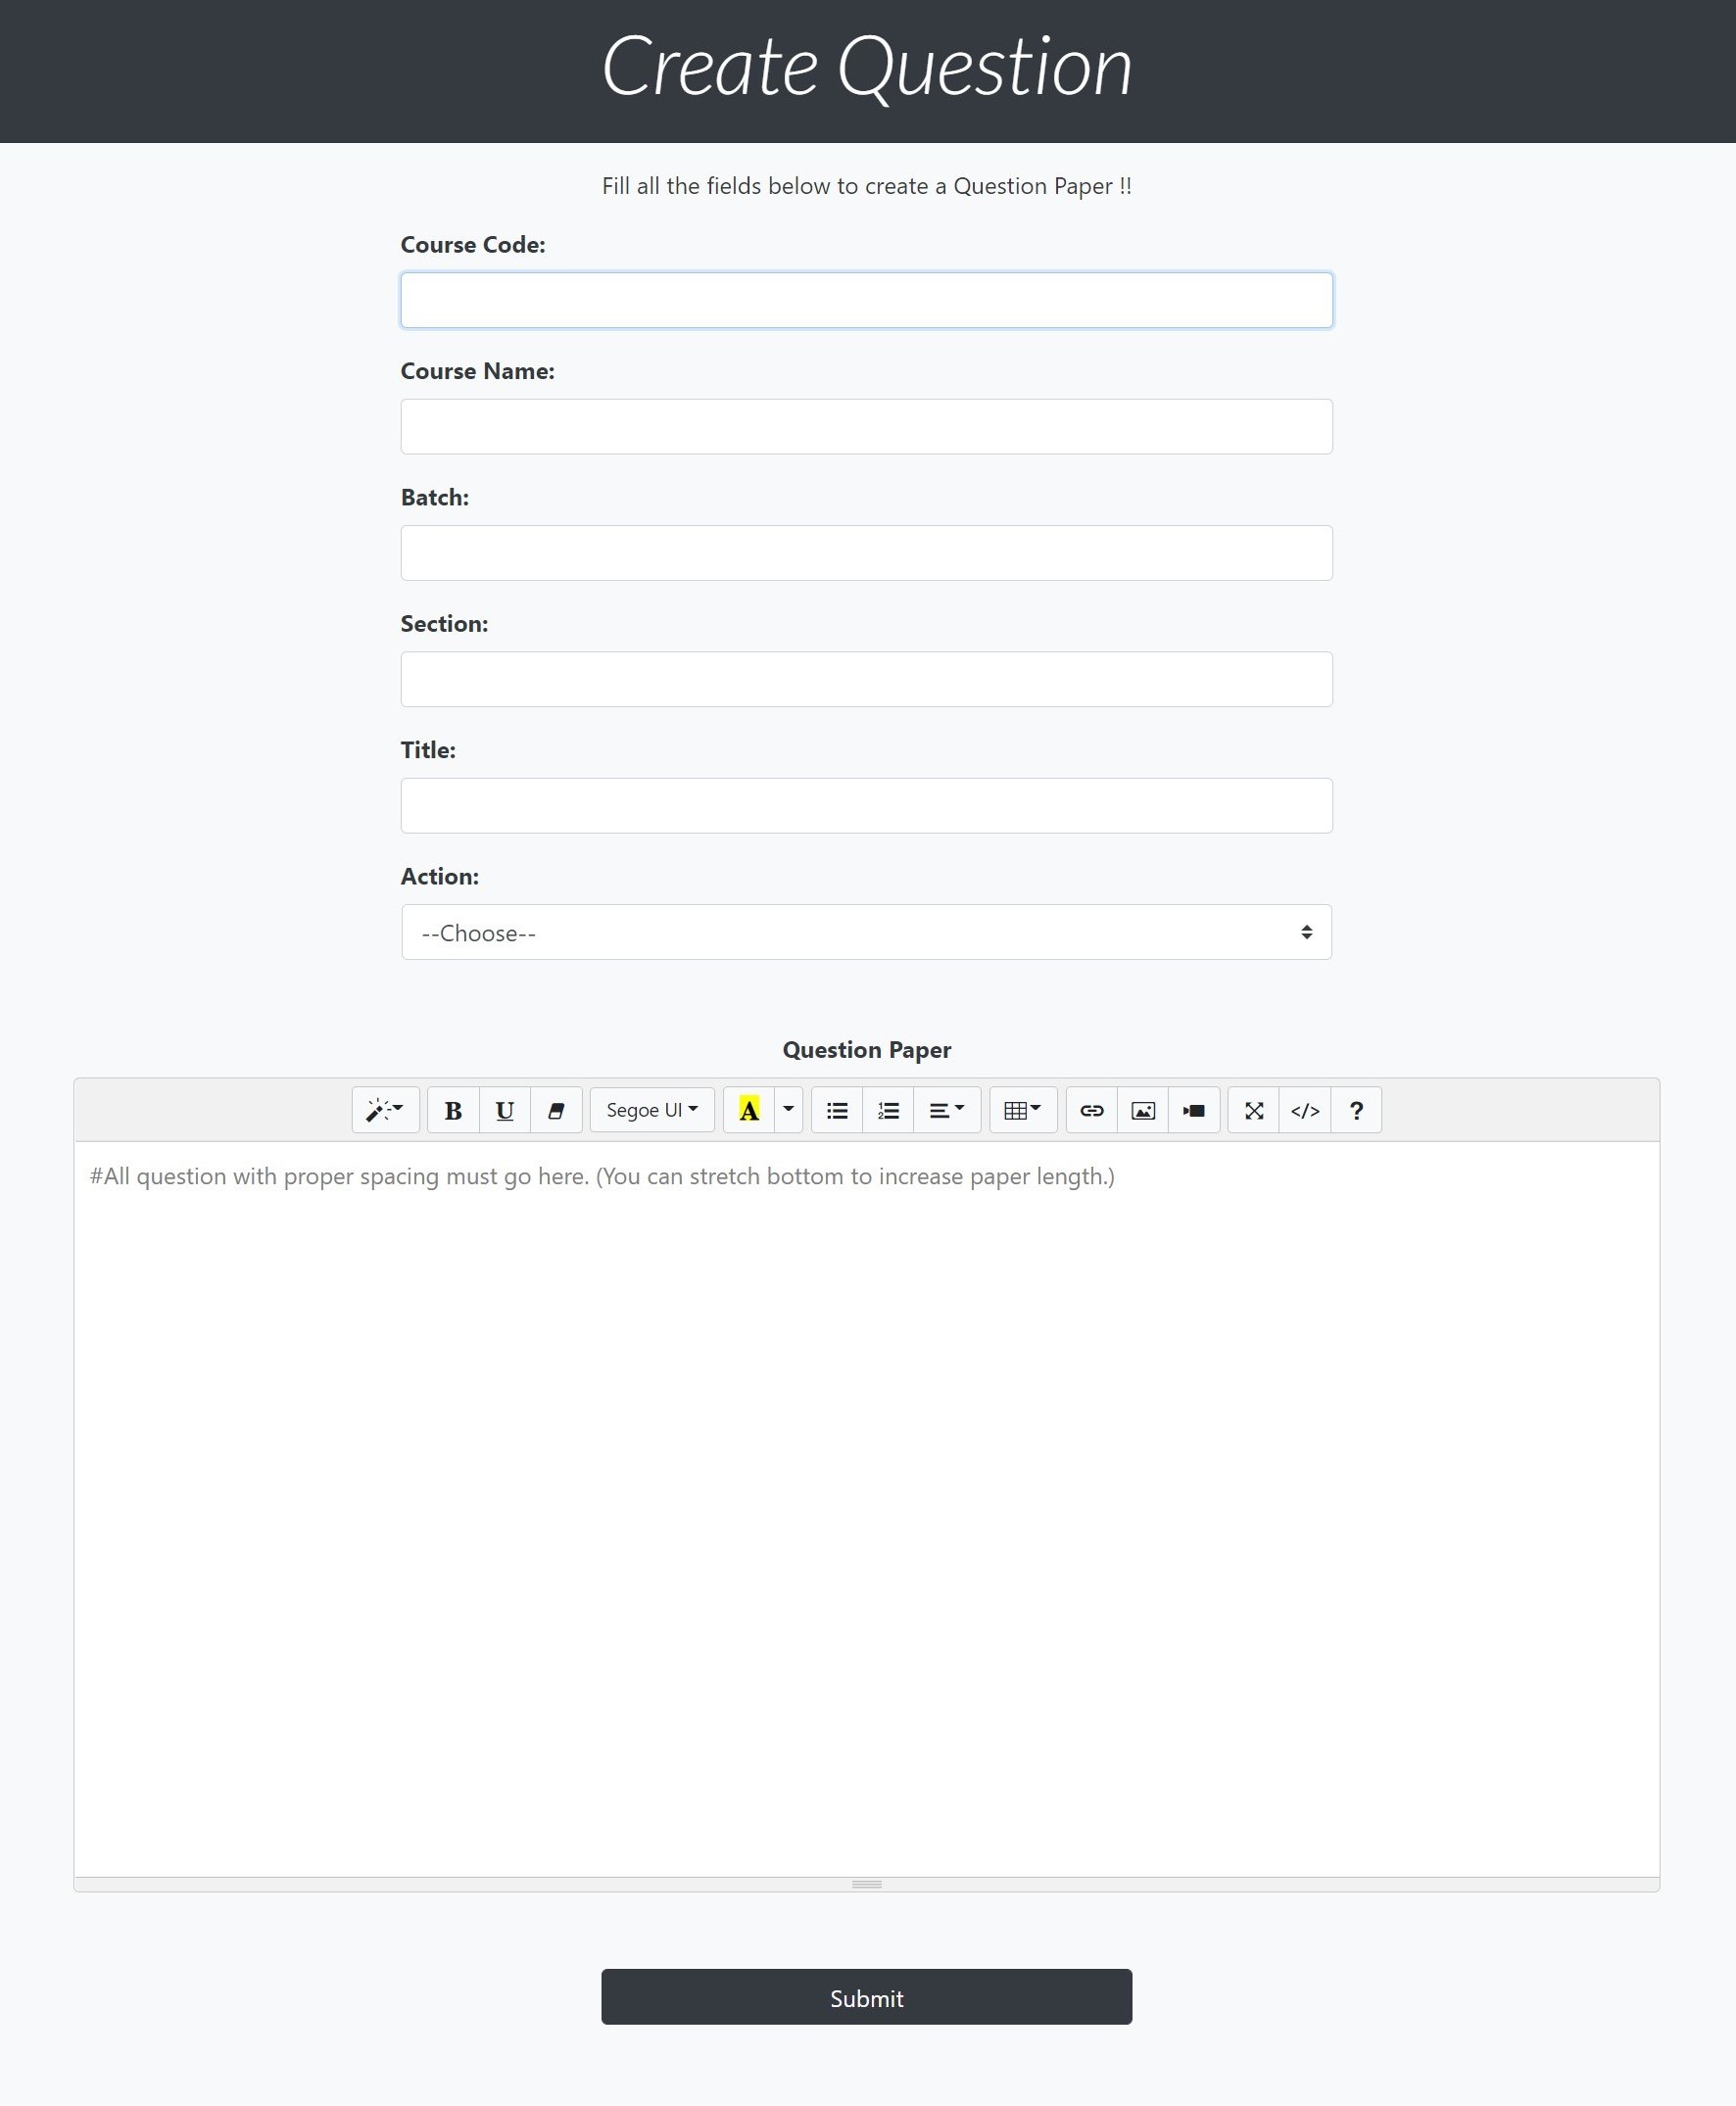 Create Question
Fill all the fields below to create a Question Paper !!
Course Code:
Course Name:
Batch:
Section:
Title:
Action:
--Choose--
Question Paper
B U Segoe UI A </> ?
#All question with proper spacing must go here. (You can stretch bottom to increase paper length.)
Submit